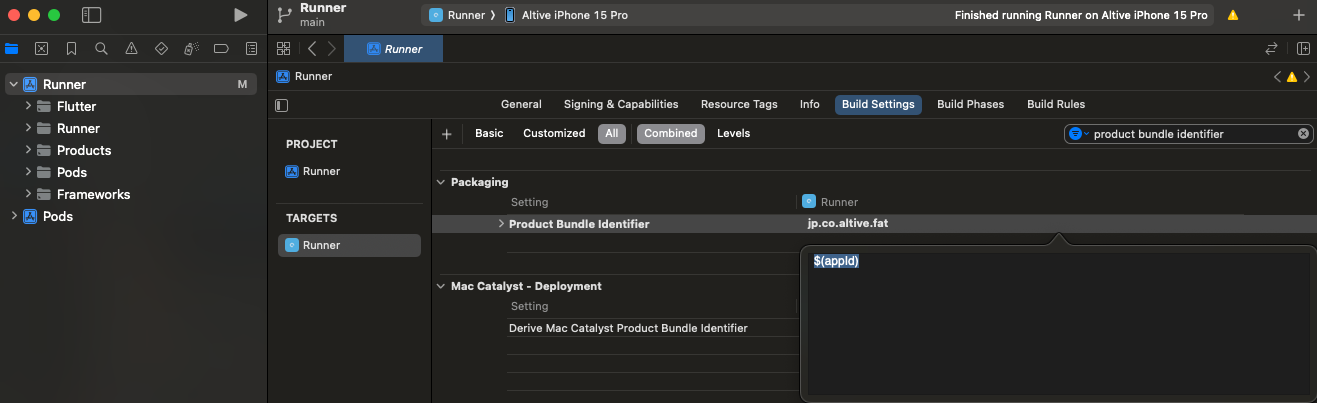 Runner
main
Runner
Altive iPhone 15 Pro
Finished running Runner on Altive iPhone 15 Pro
Runner
Runner
M
Flutter
Runner
Products
Pods
Frameworks
Pods
Runner
General
Signing & Capabilities
Resource Tags
Info
Build Settings
Build Phases
Build Rules
PROJECT
Runner
TARGETS
Runner
Basic
Customized
All
Combined
Levels
product bundle identifier
Packaging
Setting
Runner
Product Bundle Identifier
jp.co.altive.fat
$(appId)
Mac Catalyst - Deployment
Setting
Derive Mac Catalyst Product Bundle Identifier